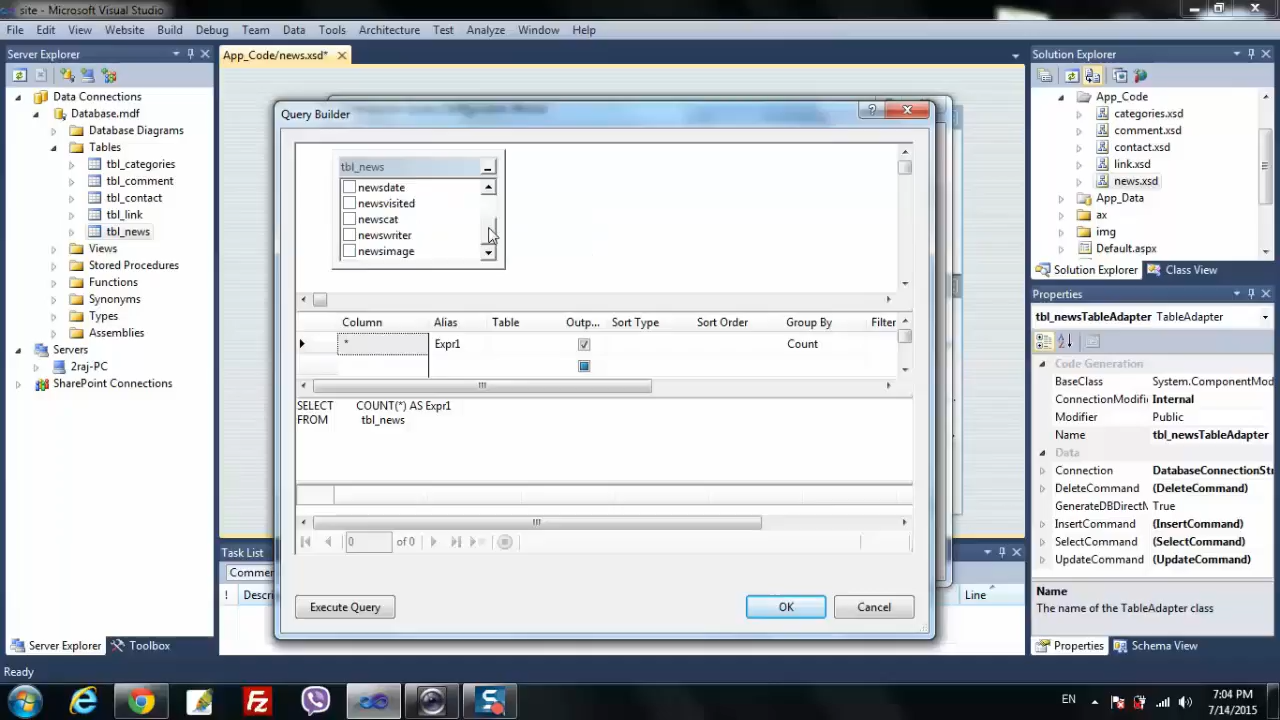 site - Microsoft Visual Studio
File Edit View Website Build Debug Team Data Tools Architecture Test Analyze Window Help
Server Explorer
Data Connections
Database.mdf
Database Diagrams
Tables
tbl_categories
tbl_comment
tbl_contact
tbl_link
tbl_news
Views
Stored Procedures
Functions
Synonyms
Types
Assemblies
Servers
2raj-PC
SharePoint Connections
Server Explorer Toolbox
App_Code/news.xsd*
Query Builder
tbl_news
newsdate
newsvisited
newscat
newswriter
newsimage
Column Alias Table Outp... Sort Type Sort Order Group By Filter
* Expr1 Count
SELECT COUNT(*) AS Expr1
FROM tbl_news
0 of 0
Execute Query OK Cancel
Task List
Comme
! Descr Line
Solution Explorer
App_Code
categories.xsd
comment.xsd
contact.xsd
link.xsd
news.xsd
App_Data
ax
img
Default.aspx
Solution Explorer Class View
Properties
tbl_newsTableAdapter TableAdapter
Code Generation
BaseClass System.ComponentMod
ConnectionModifi Internal
Modifier Public
Name tbl_newsTableAdapter
Data
Connection DatabaseConnectionStr
DeleteCommand (DeleteCommand)
GenerateDBDirectM True
InsertCommand (InsertCommand)
SelectCommand (SelectCommand)
UpdateCommand (UpdateCommand)
Name
The name of the TableAdapter class
Properties Schema View
Ready
EN
7:04 PM
7/14/2015